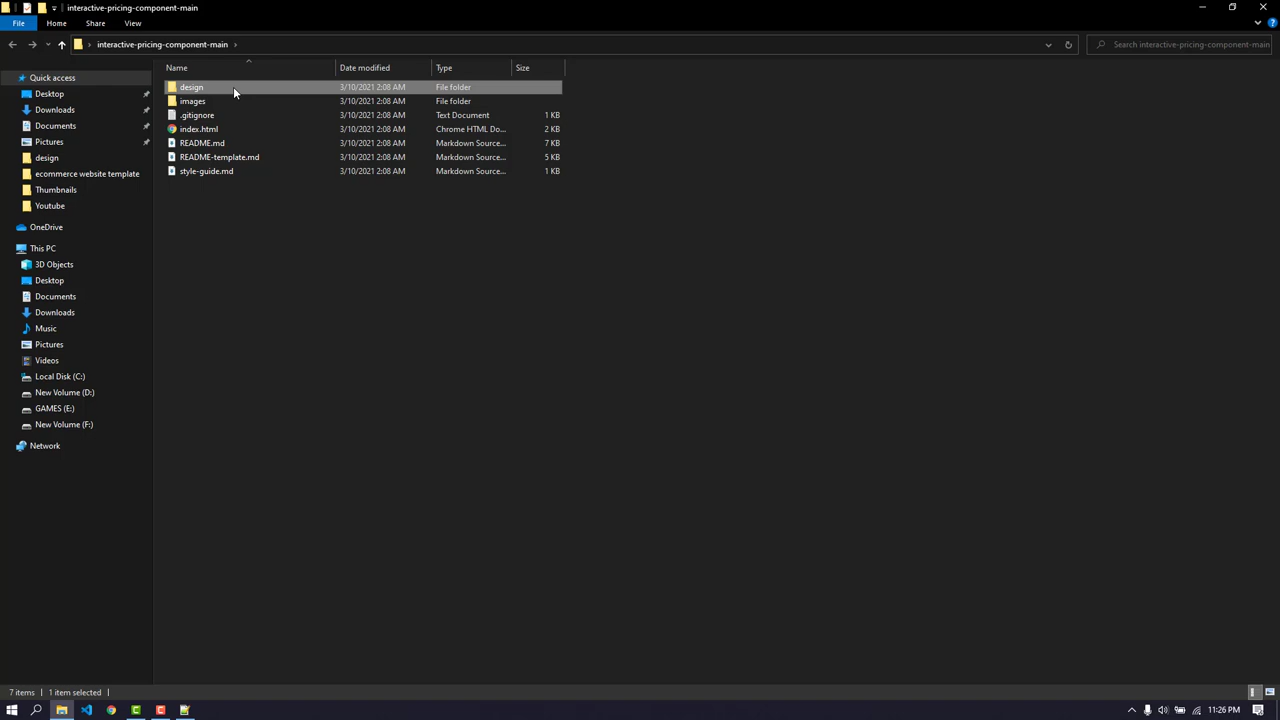 interactive-pricing-component-main
File Home Share View
interactive-pricing-component-main
Search interactive-pricing-component-main
Name Date modified Type Size
Quick access
Desktop
Downloads
Documents
Pictures
design
ecommerce website template
Thumbnails
Youtube
OneDrive
This PC
3D Objects
Desktop
Documents
Downloads
Music
Pictures
Videos
Local Disk (C:)
New Volume (D:)
GAMES (E:)
New Volume (F:)
Network
design 3/10/2021 2:08 AM File folder
images 3/10/2021 2:08 AM File folder
.gitignore 3/10/2021 2:08 AM Text Document 1 KB
index.html 3/10/2021 2:08 AM Chrome HTML Do... 2 KB
README.md 3/10/2021 2:08 AM Markdown Source... 7 KB
README-template.md 3/10/2021 2:08 AM Markdown Source... 5 KB
style-guide.md 3/10/2021 2:08 AM Markdown Source... 1 KB
7 items 1 item selected
11:26 PM